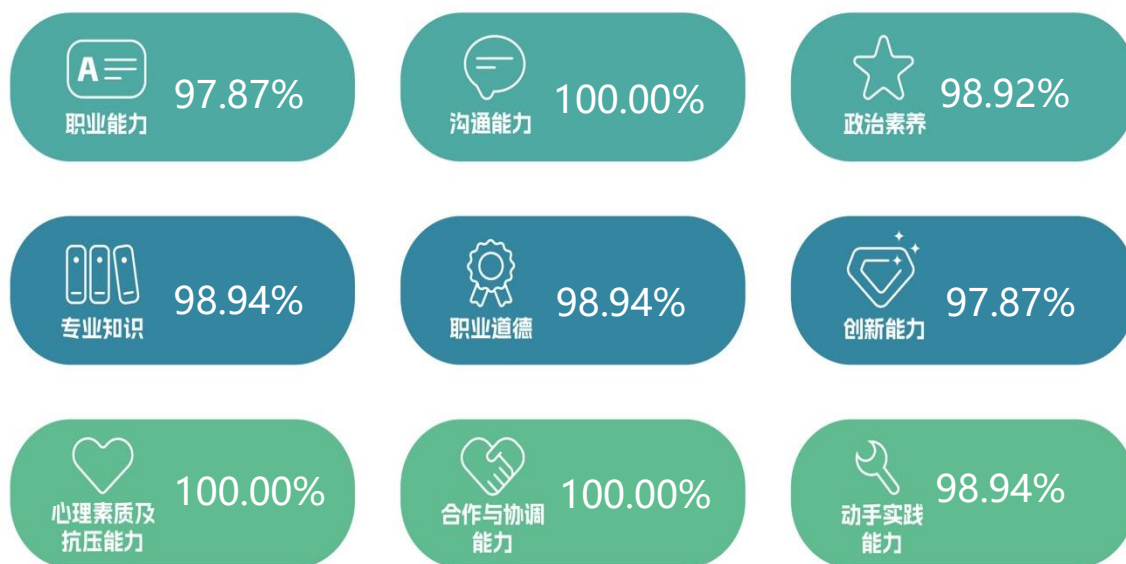 A
97.87%
职业能力
100.00%
沟通能力
98.92%
政治素养
98.94%
专业知识
98.94%
职业道德
97.87%
创新能力
100.00%
心理素质及
抗压能力
100.00%
合作与协调
能力
98.94%
动手实践
能力